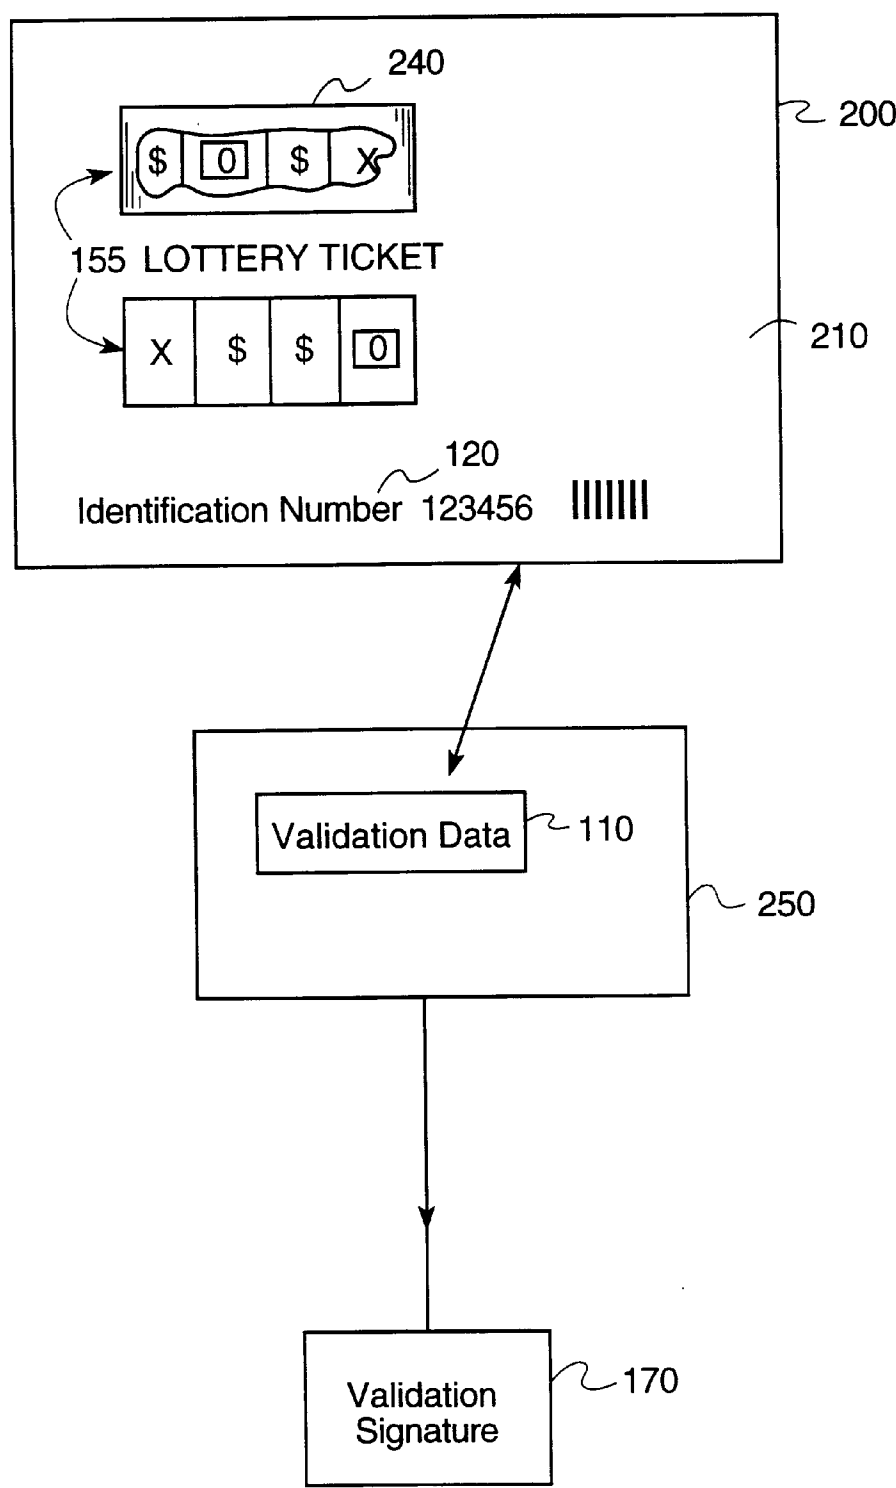 240
200
$ 0 $ X
155 LOTTERY TICKET
X $ $ 0
210
120
Identification Number 123456
Validation Data
110
250
Validation
Signature
170